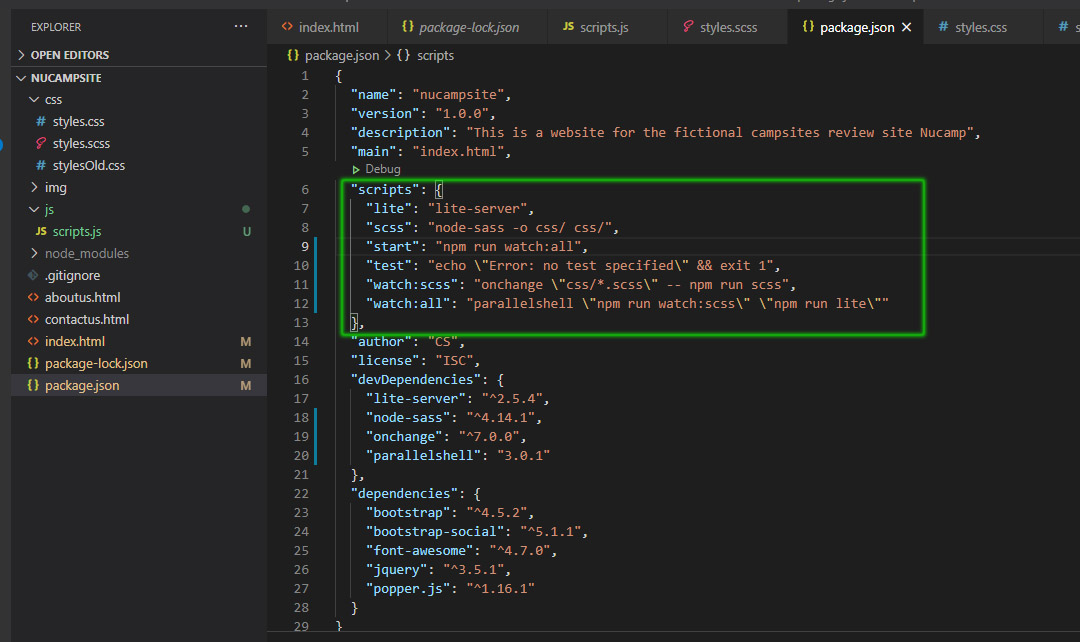 EXPLORER
...
OPEN EDITORS
NUCAMPSITE
css
# styles.css
styles.scss
# stylesOld.css
img
js
JS scripts.js U
node_modules
.gitignore
<> aboutus.html
<> contactus.html
<> index.html M
{} package-lock.json M
{} package.json M
<> index.html
{} package-lock.json
JS scripts.js
styles.scss
{} package.json ×
# styles.css
# s
{} package.json > {} scripts
1 {
2 "name": "nucampsite",
3 "version": "1.0.0",
4 "description": "This is a website for the fictional campsites review site Nucamp",
5 "main": "index.html",
Debug
6 "scripts": {
7 "lite": "lite-server",
8 "scss": "node-sass -o css/ css/",
9 "start": "npm run watch:all",
10 "test": "echo \"Error: no test specified\" && exit 1",
11 "watch:scss": "onchange \"css/*.scss\" -- npm run scss",
12 "watch:all": "parallelshell \"npm run watch:scss\" \"npm run lite\""
13 },
14 "author": "CS",
15 "license": "ISC",
16 "devDependencies": {
17 "lite-server": "^2.5.4",
18 "node-sass": "^4.14.1",
19 "onchange": "^7.0.0",
20 "parallelshell": "3.0.1"
21 },
22 "dependencies": {
23 "bootstrap": "^4.5.2",
24 "bootstrap-social": "^5.1.1",
25 "font-awesome": "^4.7.0",
26 "jquery": "^3.5.1",
27 "popper.js": "^1.16.1"
28 }
29 }